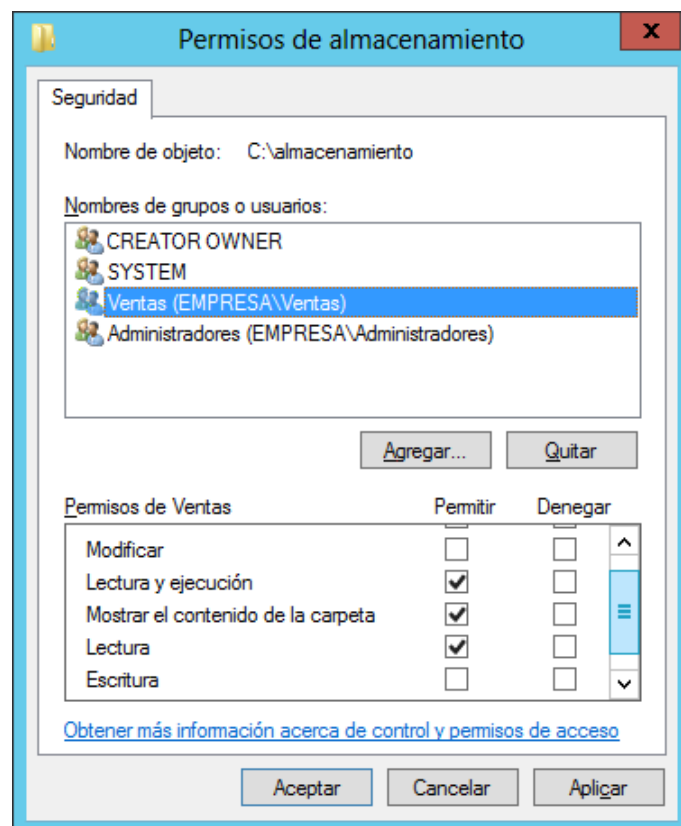 Permisos de almacenamiento
x
Seguridad
Nombre de objeto: C:\almacenamiento
Nombres de grupos o usuarios:
CREATOR OWNER
SYSTEM
Ventas (EMPRESA\Ventas)
Administradores (EMPRESA\Administradores)
Agregar... Quitar
Permisos de Ventas Permitir Denegar
Modificar
Lectura y ejecución
Mostrar el contenido de la carpeta
Lectura
Escritura
Obtener más información acerca de control y permisos de acceso
Aceptar Cancelar Aplicar